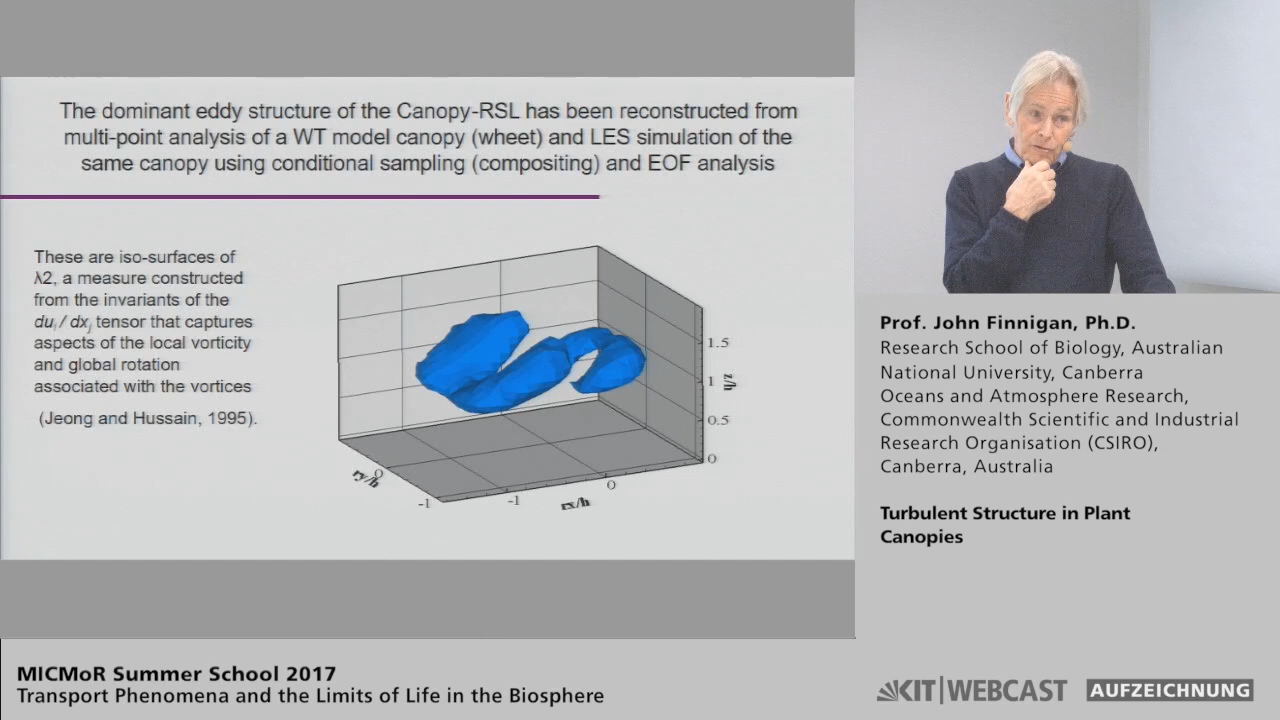 The dominant eddy structure of the Canopy-RSL has been reconstructed from
multi-point analysis of a WT model canopy (wheet) and LES simulation of the
same canopy using conditional sampling (compositing) and EOF analysis
These are iso-surfaces of
λ2, a measure constructed
from the invariants of the
du_i / dx_j tensor that captures
aspects of the local vorticity
and global rotation
associated with the vortices
(Jeong and Hussain, 1995).
1.5
1
0.5
0
z/h
ry/h
0
-1
-1
0
rx/h
Prof. John Finnigan, Ph.D.
Research School of Biology, Australian
National University, Canberra
Oceans and Atmosphere Research,
Commonwealth Scientific and Industrial
Research Organisation (CSIRO),
Canberra, Australia
Turbulent Structure in Plant
Canopies
MICMoR Summer School 2017
Transport Phenomena and the Limits of Life in the Biosphere
KIT|WEBCAST AUFZEICHNUNG